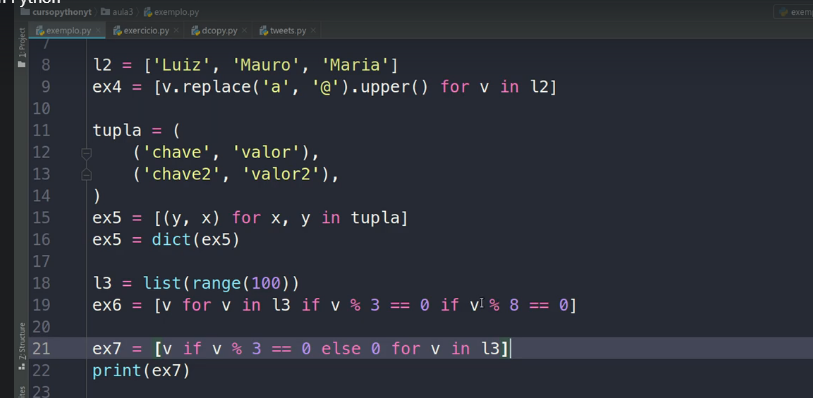 Python
cursopythonyt aula3 exemplo.py exem
exemplo.py exercicio.py dcopy.py tweets.py
1: Project
7
8 l2 = ['Luiz', 'Mauro', 'Maria']
9 ex4 = [v.replace('a', '@').upper() for v in l2]
10
11 tupla = (
12 ('chave', 'valor'),
13 ('chave2', 'valor2'),
14 )
15 ex5 = [(y, x) for x, y in tupla]
16 ex5 = dict(ex5)
17
18 l3 = list(range(100))
19 ex6 = [v for v in l3 if v % 3 == 0 if v % 8 == 0]
20
21 ex7 = [v if v % 3 == 0 else 0 for v in l3]
22 print(ex7)
23
7: Structure